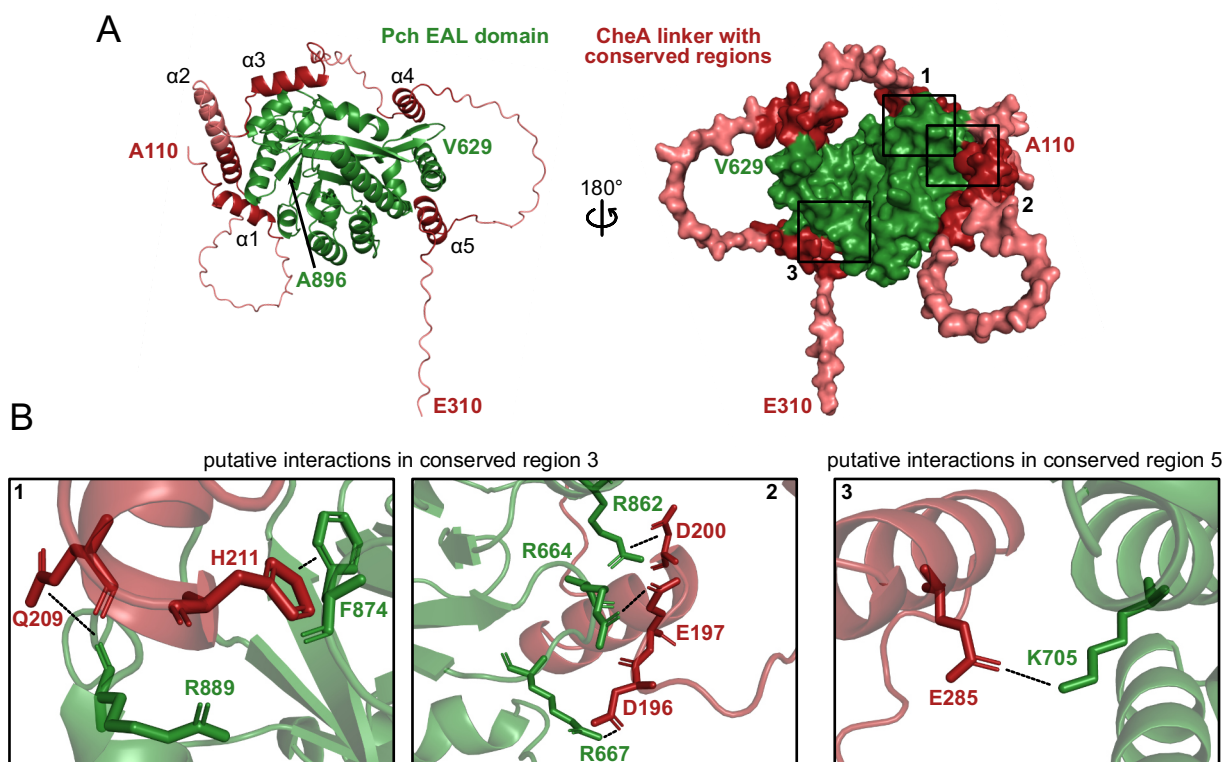 A
Pch EAL domain
CheA linker with
conserved regions
α1
α2
α3
α4
α5
A110
V629
A896
E310
180°
1
2
3
V629
A110
E310
B
putative interactions in conserved region 3
putative interactions in conserved region 5
1
Q209
H211
F874
R889
2
R862
D200
R664
E197
D196
R667
3
K705
E285